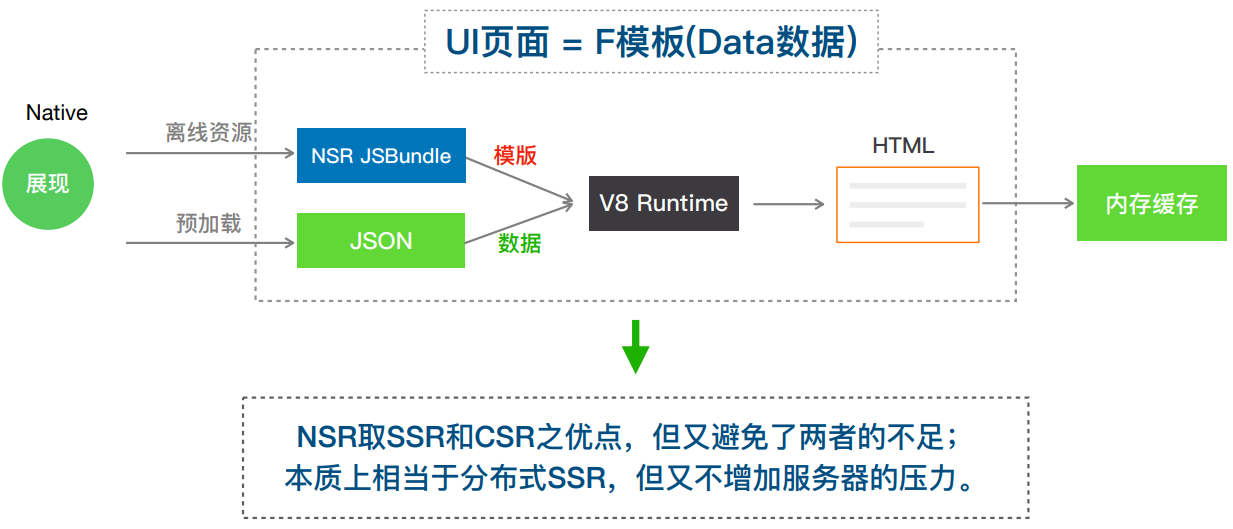 UI页面 = F模板(Data数据)
Native
展现
离线资源
预加载
NSR JSBundle
JSON
模版
数据
V8 Runtime
HTML
内存缓存
NSR取SSR和CSR之优点，但又避免了两者的不足；
本质上相当于分布式SSR，但又不增加服务器的压力。